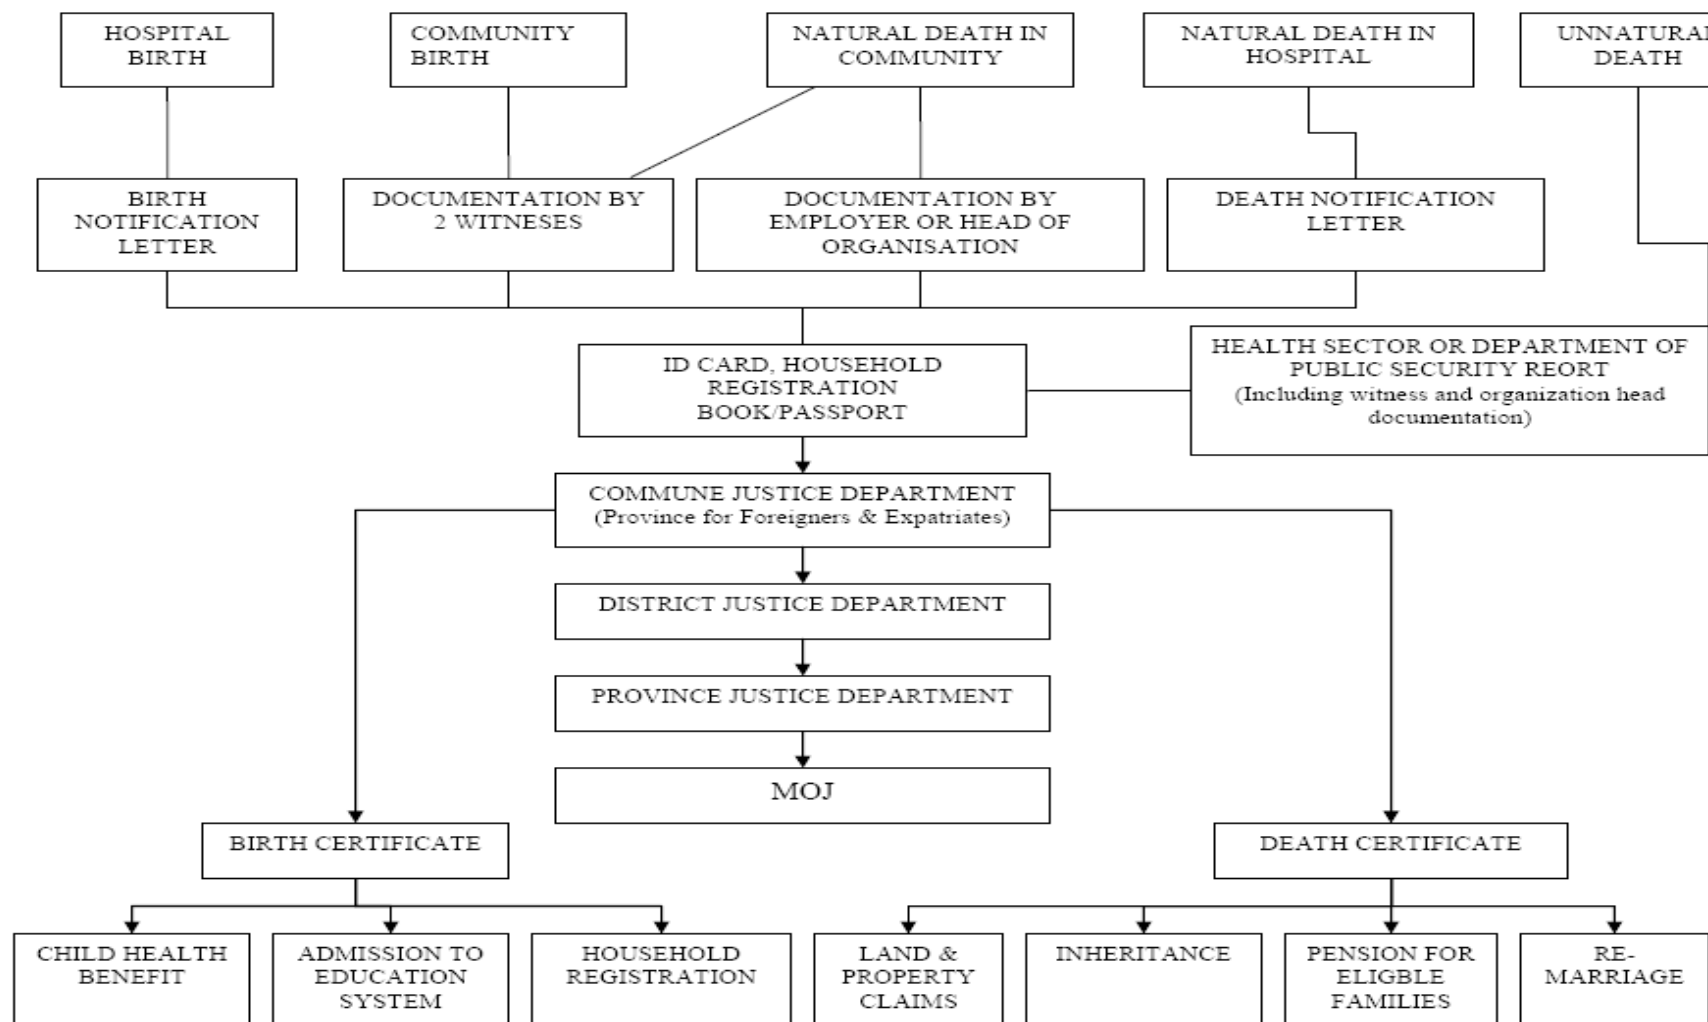 HOSPITAL
BIRTH
COMMUNITY
BIRTH
NATURAL DEATH IN
COMMUNITY
NATURAL DEATH IN
HOSPITAL
UNNATURAL
DEATH
BIRTH
NOTIFICATION
LETTER
DOCUMENTATION BY
2 WITNESES
DOCUMENTATION BY
EMPLOYER OR HEAD OF
ORGANISATION
DEATH NOTIFICATION
LETTER
ID CARD, HOUSEHOLD
REGISTRATION
BOOK/PASSPORT
HEALTH SECTOR OR DEPARTMENT OF
PUBLIC SECURITY REORT
(Including witness and organization head
documentation)
COMMUNE JUSTICE DEPARTMENT
(Province for Foreigners & Expatriates)
DISTRICT JUSTICE DEPARTMENT
PROVINCE JUSTICE DEPARTMENT
MOJ
BIRTH CERTIFICATE
DEATH CERTIFICATE
CHILD HEALTH
BENEFIT
ADMISSION TO
EDUCATION
SYSTEM
HOUSEHOLD
REGISTRATION
LAND &
PROPERTY
CLAIMS
INHERITANCE
PENSION FOR
ELIGBLE
FAMILIES
RE-
MARRIAGE